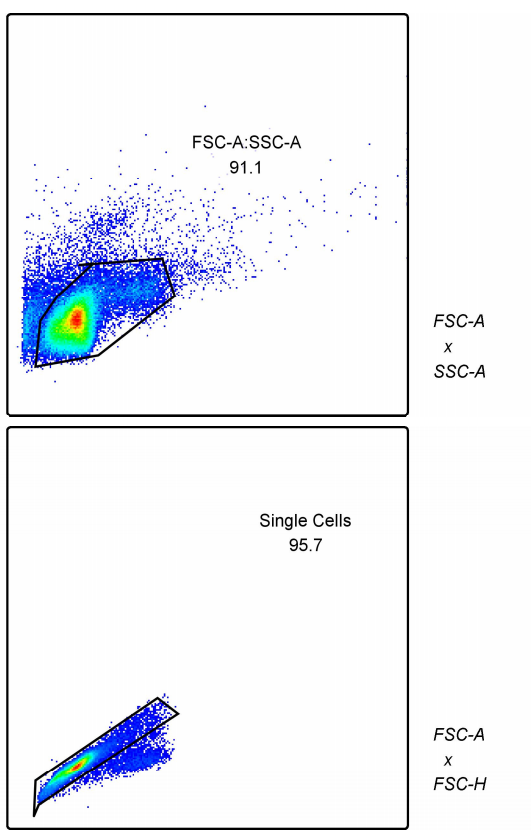 FSC-A:SSC-A
91.1
FSC-A
x
SSC-A
Single Cells
95.7
FSC-A
x
FSC-H